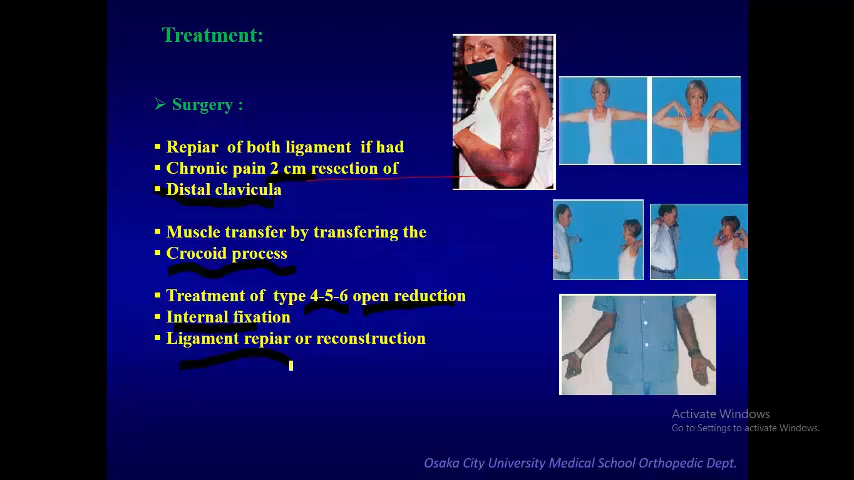 Treatment:
➢ Surgery :
▪ Repiar of both ligament if had
▪ Chronic pain 2 cm resection of
▪ Distal clavicula
▪ Muscle transfer by transfering the
▪ Crocoid process
▪ Treatment of type 4-5-6 open reduction
▪ Internal fixation
▪ Ligament repiar or reconstruction
Activate Windows
Go to Settings to activate Windows.
Osaka City University Medical School Orthopedic Dept.